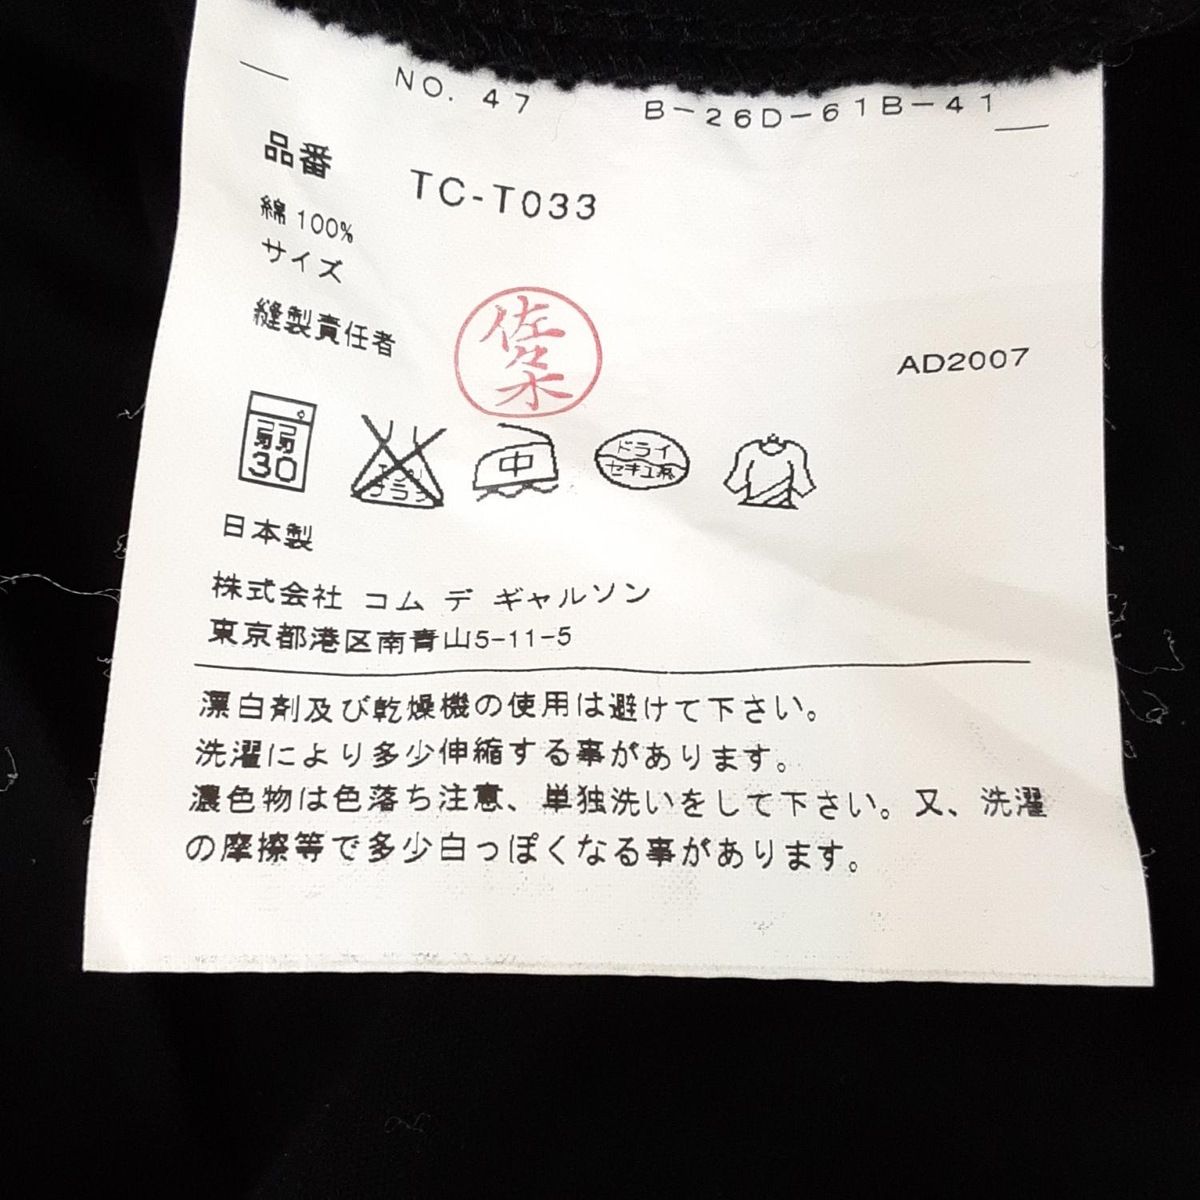 NO. 47 B-26D-61B-41
品番 TC-T033
綿 100%
サイズ
縫製責任者
佐々木
AD2007
弱
30
中
ドライ
セキユ系
日本製
株式会社 コム デ ギャルソン
東京都港区南青山5-11-5
漂白剤及び乾燥機の使用は避けて下さい。
洗濯により多少伸縮する事があります。
濃色物は色落ち注意、単独洗いをして下さい。又、洗濯
の摩擦等で多少白っぽくなる事があります。